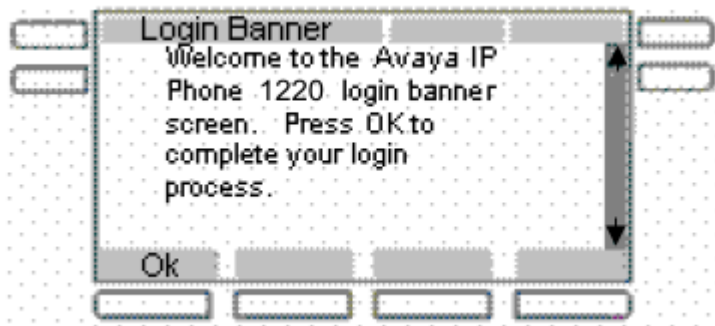 Login Banner
Welcome to the Avaya IP
Phone 1220 login banner
screen. Press OK to
complete your login
process.
Ok